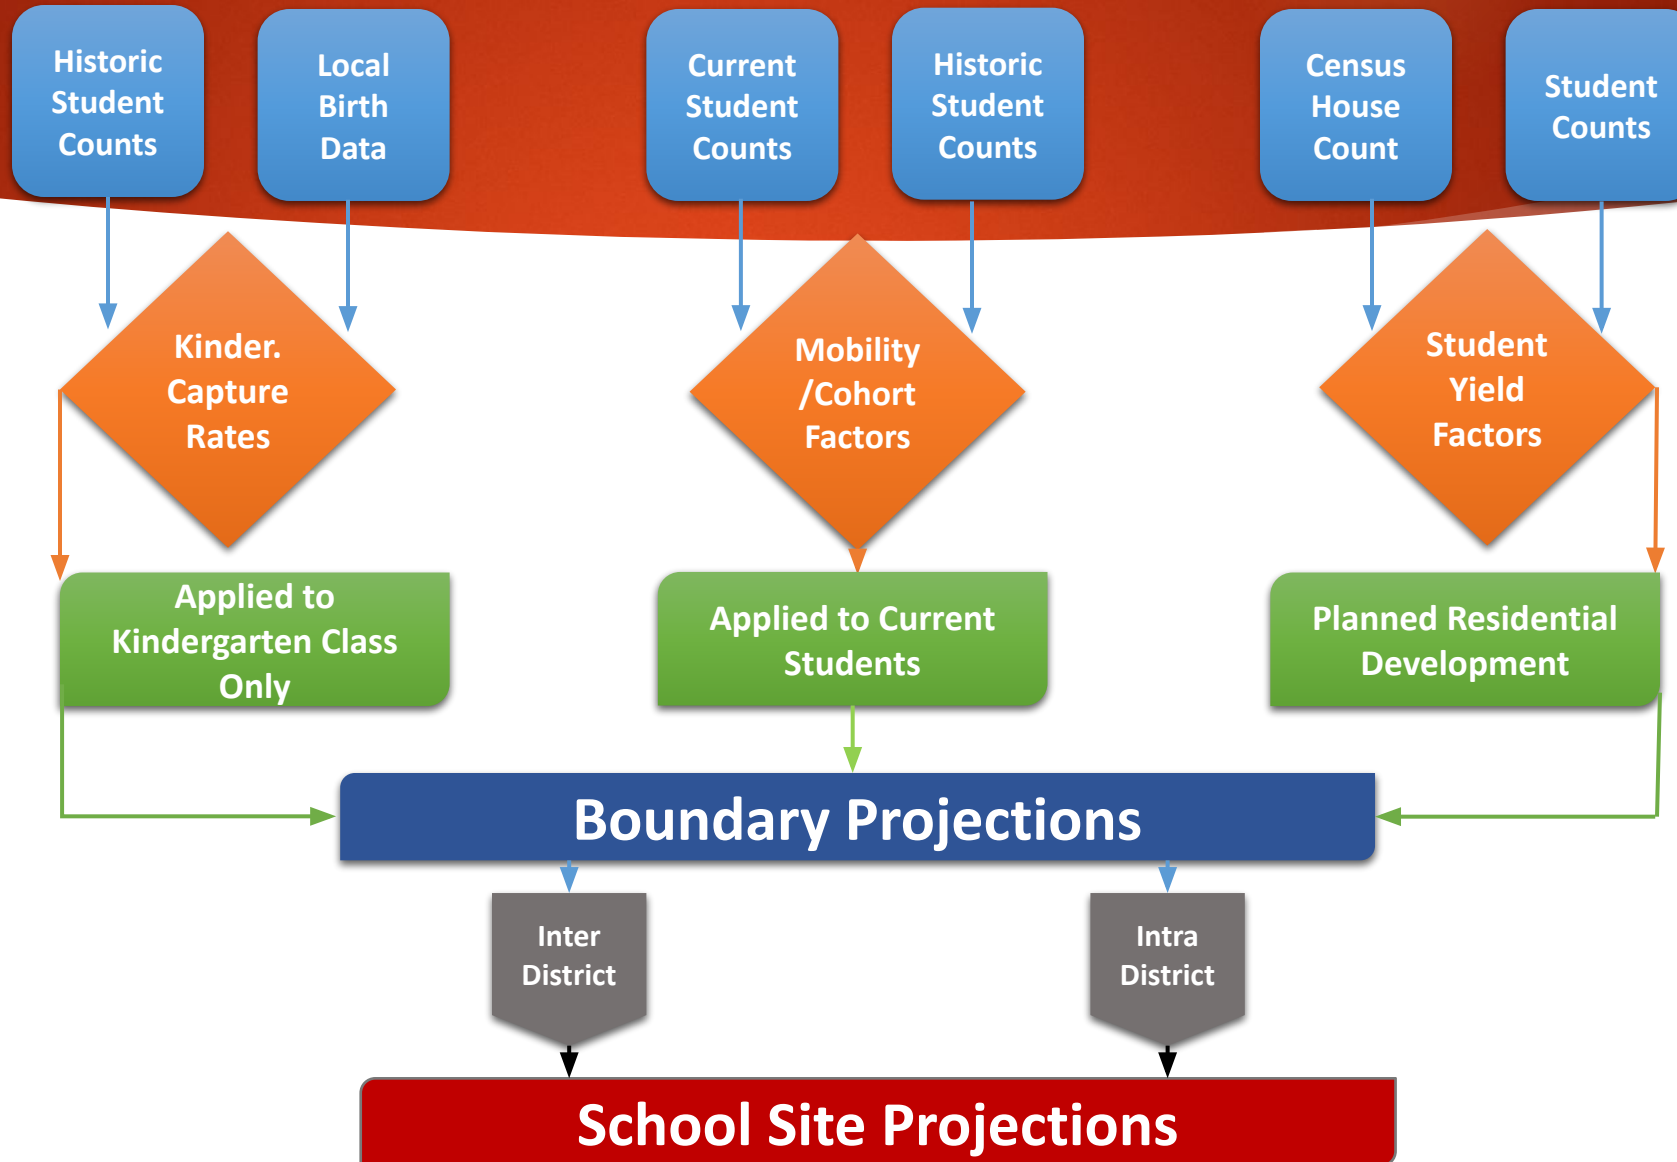 Historic
Student
Counts
Local
Birth
Data
Current
Student
Counts
Historic
Student
Counts
Census
House
Count
Student
Counts
Kinder.
Capture
Rates
Mobility
/Cohort
Factors
Student
Yield
Factors
Applied to
Kindergarten Class
Only
Applied to Current
Students
Planned Residential
Development
Boundary Projections
Inter
District
Intra
District
School Site Projections